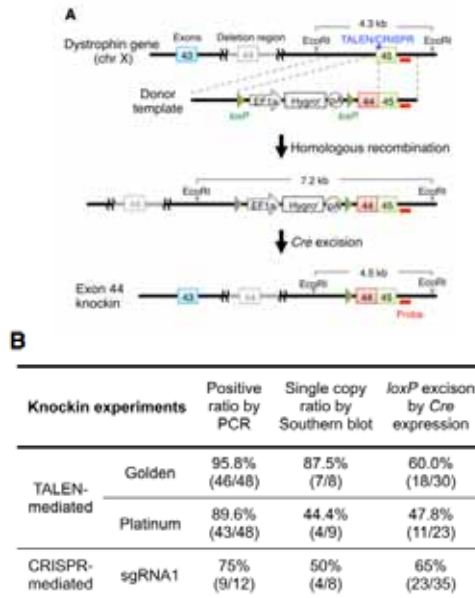 A
Exons
Deletion region
4.3 kb
EcoRI
EcoRI
TALEN/CRISPR
Dystrophin gene
(chr X)
43
44
45
Donor
template
EF1α
Hygroʳ
pA
44
45
loxP
loxP
Homologous recombination
7.2 kb
EcoRI
EcoRI
44
EF1α
Hygroʳ
pA
44
45
Cre excision
4.5 kb
EcoRI
EcoRI
Exon 44
knockin
43
44
44
45
Probe
B
Knockin experiments
Positive ratio by PCR
Single copy ratio by Southern blot
loxP excison by Cre expression
TALEN-mediated
Golden
95.8% (46/48)
87.5% (7/8)
60.0% (18/30)
Platinum
89.6% (43/48)
44.4% (4/9)
47.8% (11/23)
CRISPR-mediated
sgRNA1
75% (9/12)
50% (4/8)
65% (23/35)